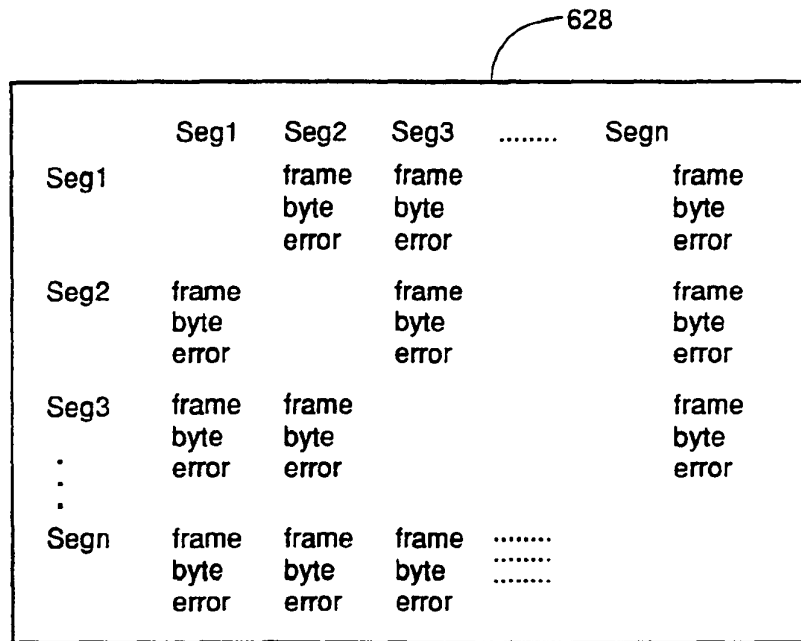 628
Seg1 Seg2 Seg3 ........ Segn
Seg1 frame frame frame
byte byte byte
error error error
Seg2 frame frame frame
byte byte byte
error error error
Seg3 frame frame frame
byte byte byte
. error error error
.
.
Segn frame frame frame ........
byte byte byte ........
error error error ........